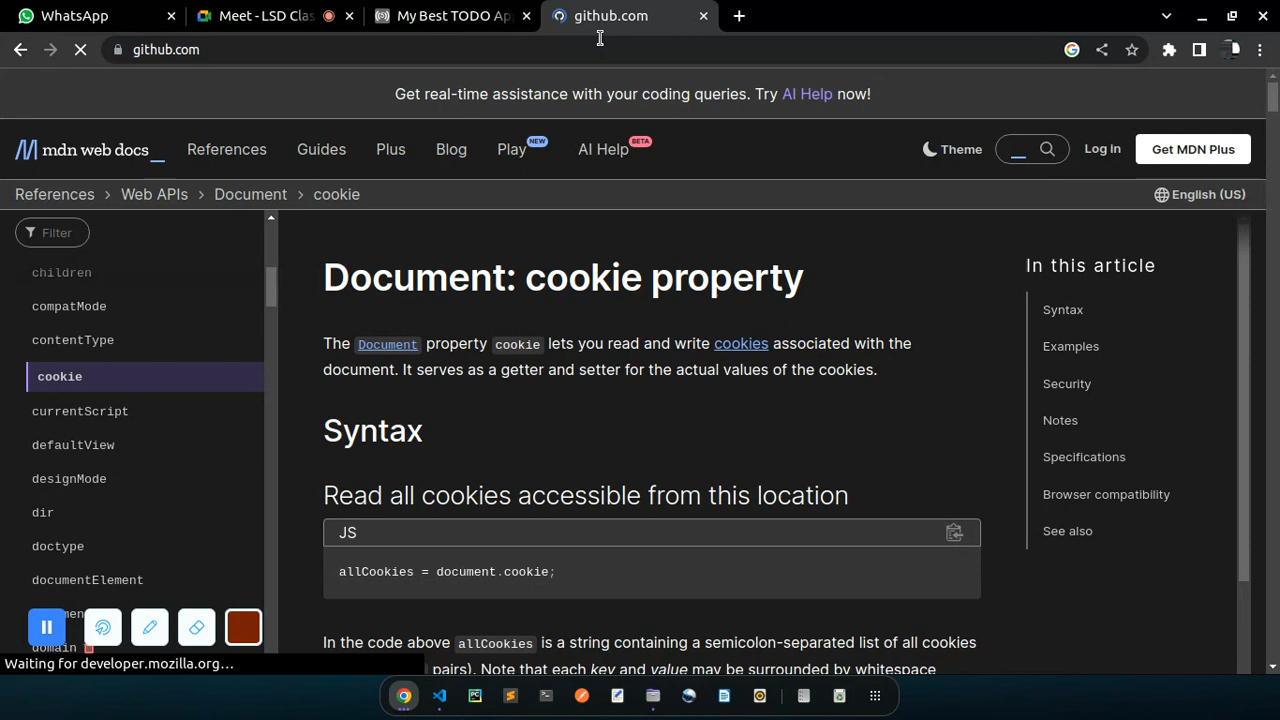 WhatsApp
Meet - LSD Clas
My Best TODO Ap
github.com
github.com
Get real-time assistance with your coding queries. Try AI Help now!
mdn web docs_
References
Guides
Plus
Blog
Play NEW
AI Help BETA
Theme
Log In
Get MDN Plus
References > Web APIs > Document > cookie
English (US)
Filter
children
compatMode
contentType
cookie
currentScript
defaultView
designMode
dir
doctype
documentElement
domain
Document: cookie property
The Document property cookie lets you read and write cookies associated with the
document. It serves as a getter and setter for the actual values of the cookies.
Syntax
Read all cookies accessible from this location
JS
allCookies = document.cookie;
In the code above allCookies is a string containing a semicolon-separated list of all cookies
pairs). Note that each key and value may be surrounded by whitespace
In this article
Syntax
Examples
Security
Notes
Specifications
Browser compatibility
See also
Waiting for developer.mozilla.org…